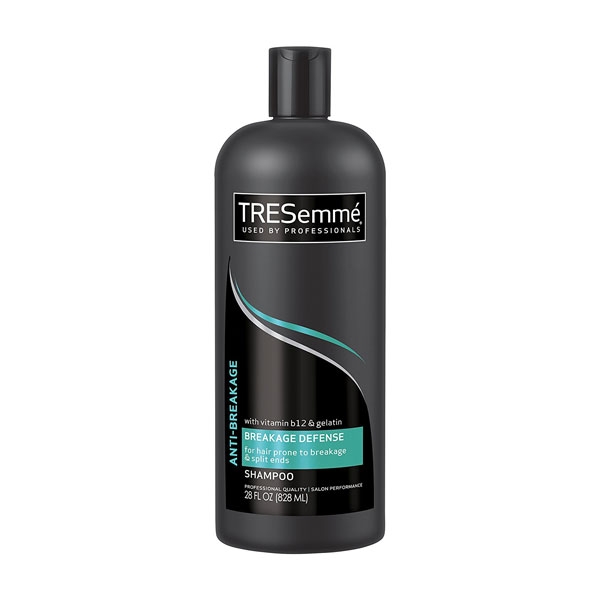 TRESemmé®
USED BY PROFESSIONALS
ANTI-BREAKAGE
with vitamin b12 & gelatin
BREAKAGE DEFENSE
for hair prone to breakage
& split ends
SHAMPOO
PROFESSIONAL QUALITY | SALON PERFORMANCE
28 FL OZ (828 ML)